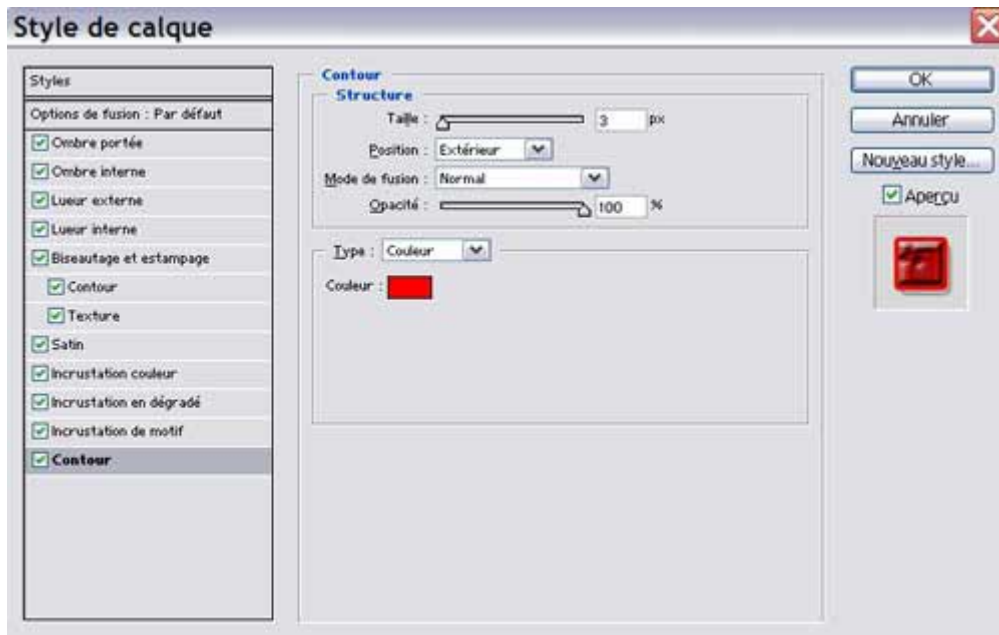 Style de calque
Styles
Options de fusion : Par défaut
Ombre portée
Ombre interne
Lueur externe
Lueur interne
Biseautage et estampage
Contour
Texture
Satin
Incrustation couleur
Incrustation en dégradé
Incrustation de motif
Contour
Contour
Structure
Taille : 3 px
Position : Extérieur
Mode de fusion : Normal
Opacité : 100 %
Type : Couleur
Couleur :
OK
Annuler
Nouveau style...
Aperçu